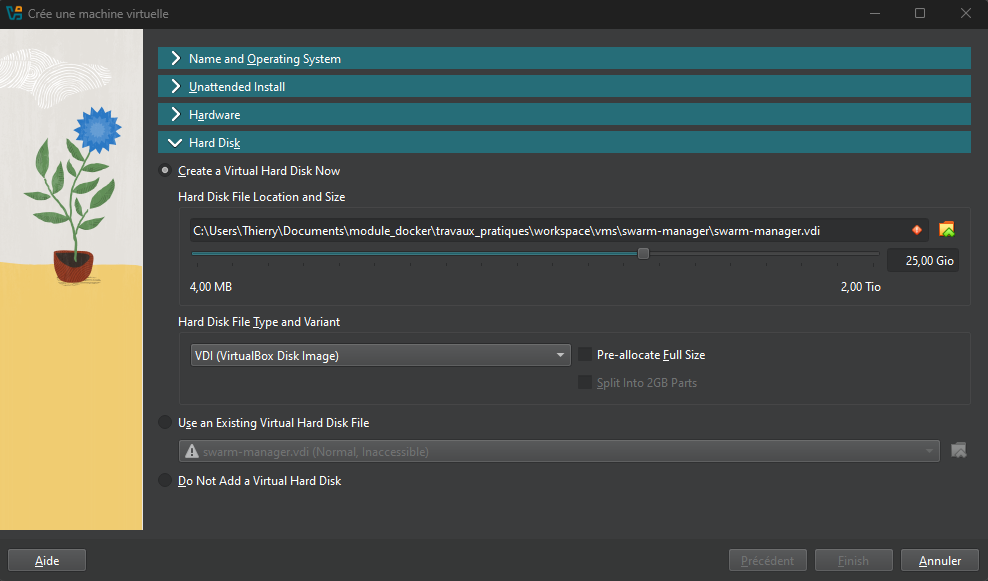 Crée une machine virtuelle
Name and Operating System
Unattended Install
Hardware
Hard Disk
Create a Virtual Hard Disk Now
Hard Disk File Location and Size
C:\Users\Thierry\Documents\module_docker\travaux_pratiques\workspace\vms\swarm-manager\swarm-manager.vdi
25,00 Gio
4,00 MB 2,00 Tio
Hard Disk File Type and Variant
VDI (VirtualBox Disk Image) Pre-allocate Full Size
Split Into 2GB Parts
Use an Existing Virtual Hard Disk File
swarm-manager.vdi (Normal, Inaccessible)
Do Not Add a Virtual Hard Disk
Aide Précédent Finish Annuler